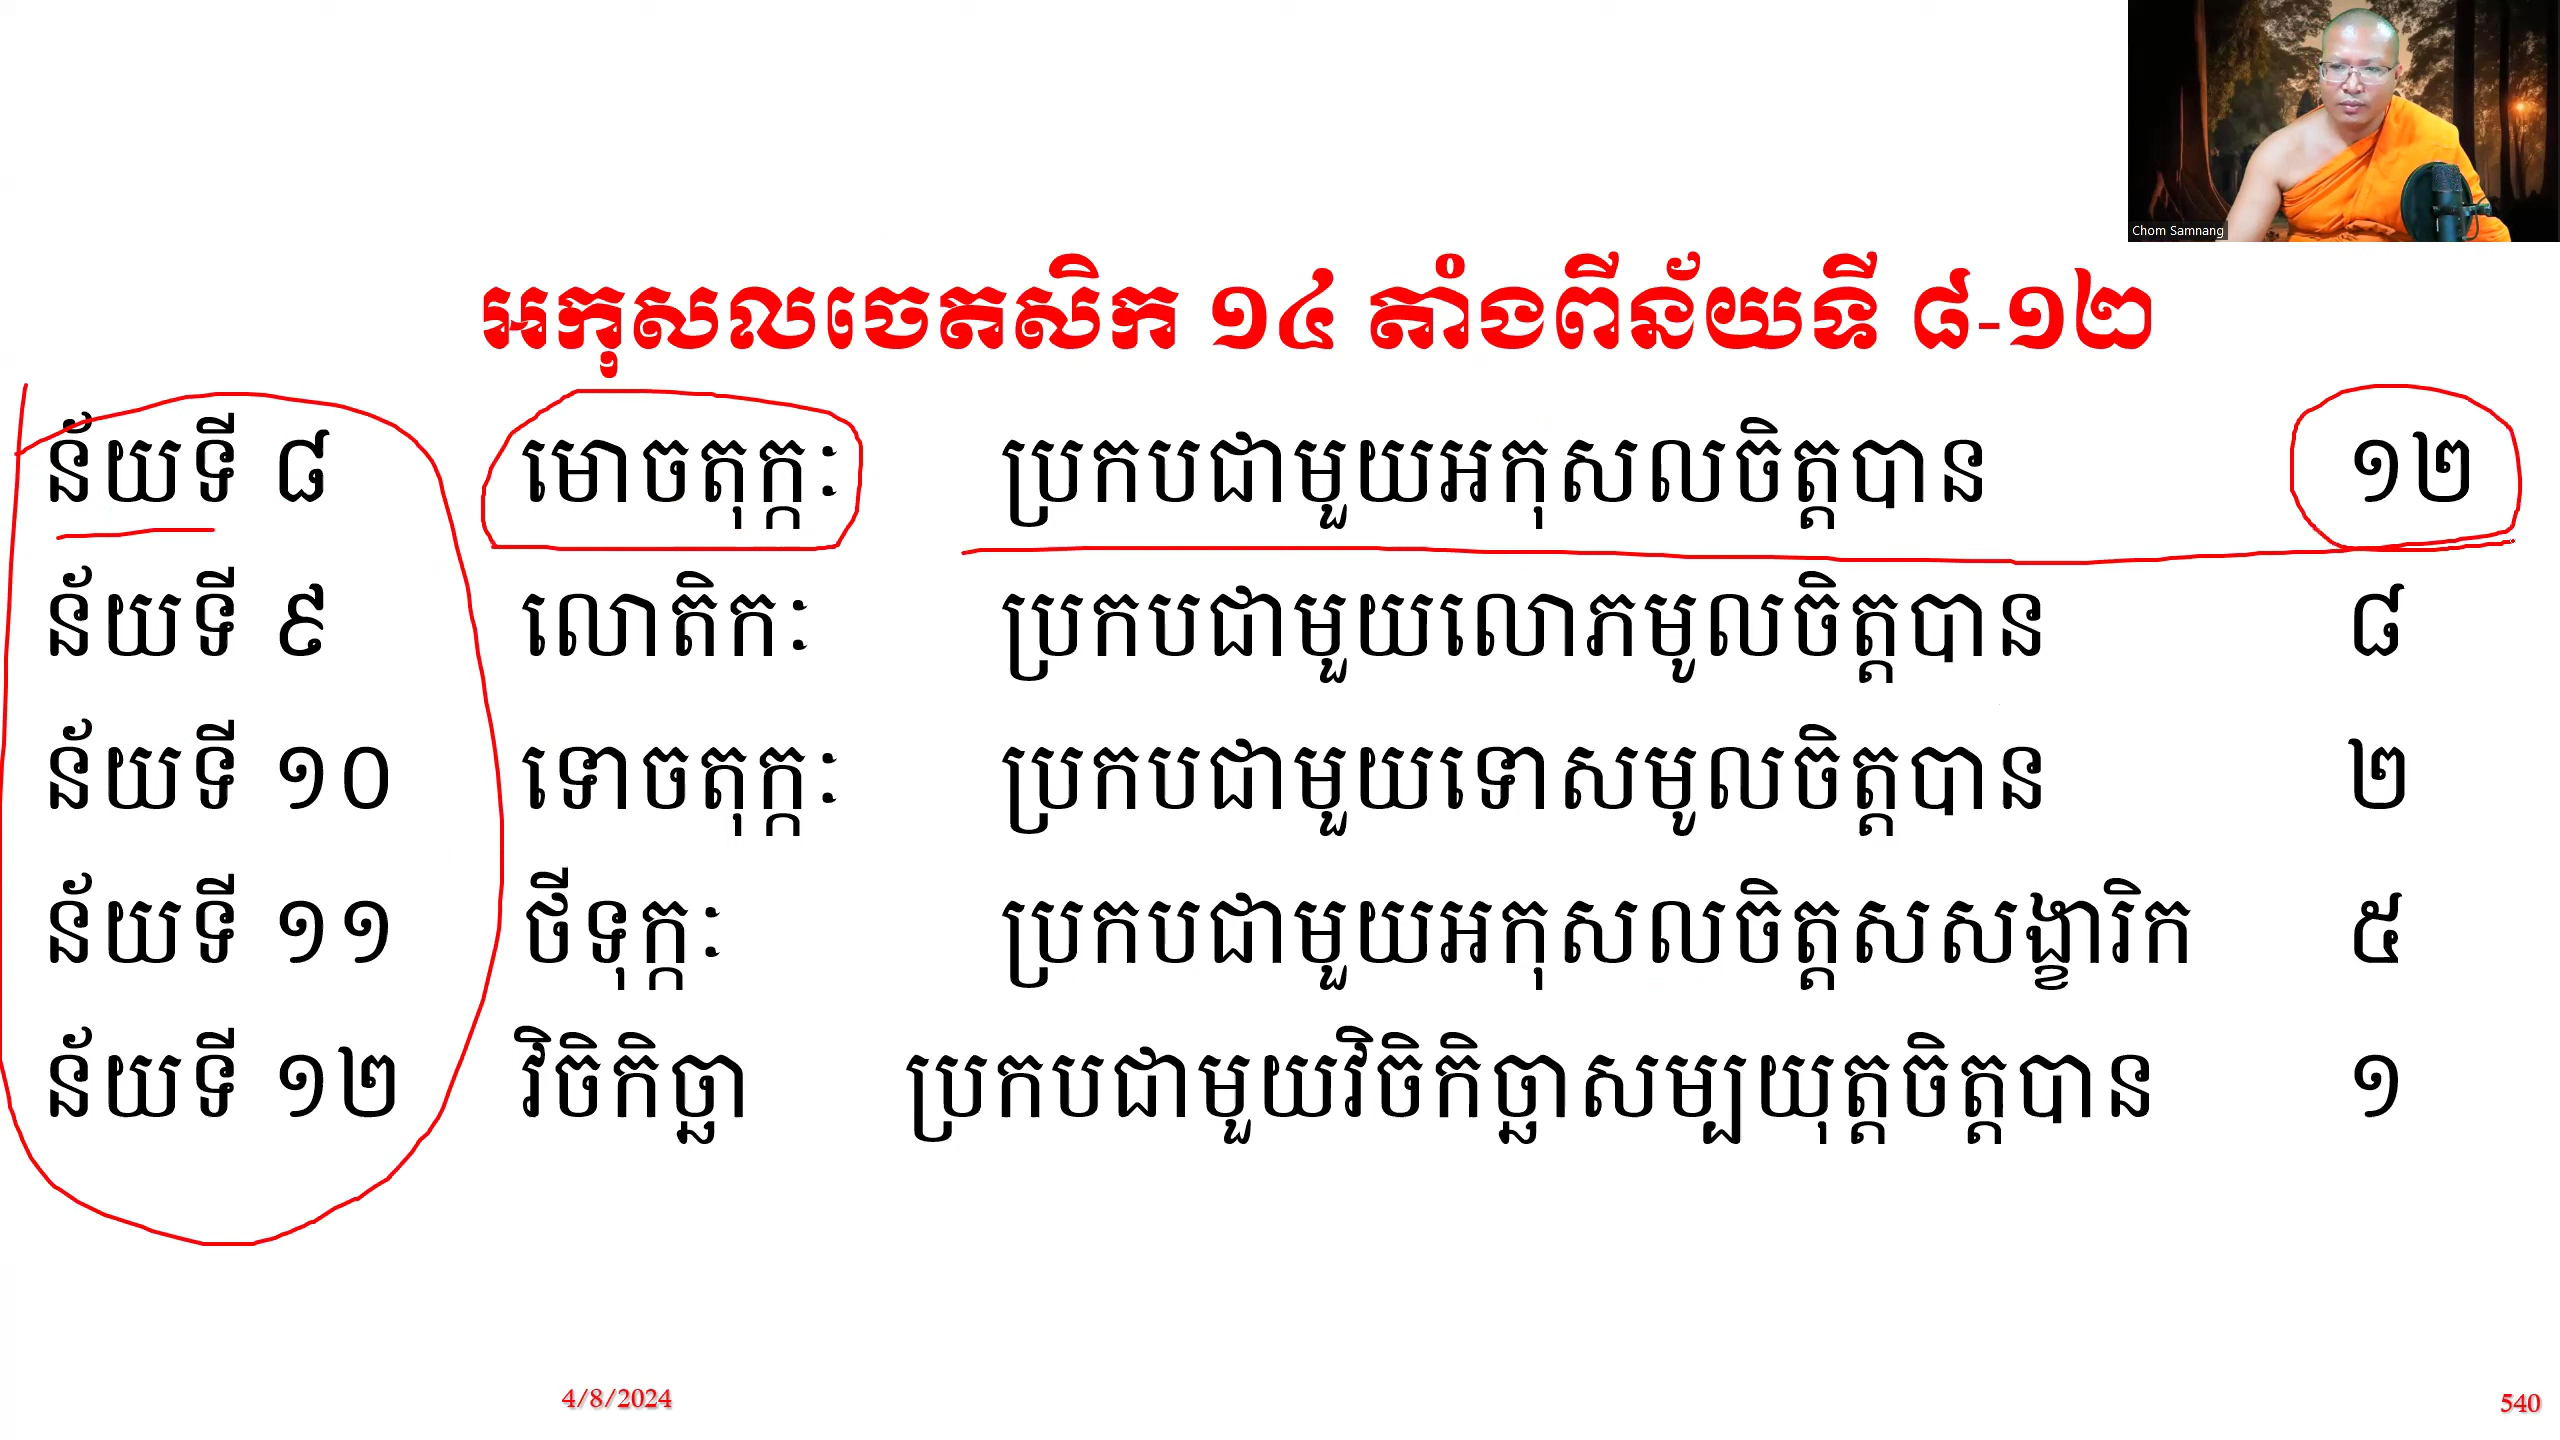 Chom Samnang
អកុសលចេតសិក ១៤ តាំងពីន័យទី ៨-១២
ន័យទី ៨ មោចតុក្កៈ ប្រកបជាមួយអកុសលចិត្តបាន ១២
ន័យទី ៩ លោតិកៈ ប្រកបជាមួយលោភមូលចិត្តបាន ៨
ន័យទី ១០ ទោចតុក្កៈ ប្រកបជាមួយទោសមូលចិត្តបាន ២
ន័យទី ១១ ថីទុក្កៈ ប្រកបជាមួយអកុសលចិត្តសសង្ខារិក ៥
ន័យទី ១២ វិចិកិច្ឆា ប្រកបជាមួយវិចិកិច្ឆាសម្បយុត្តចិត្តបាន ១
4/8/2024 540